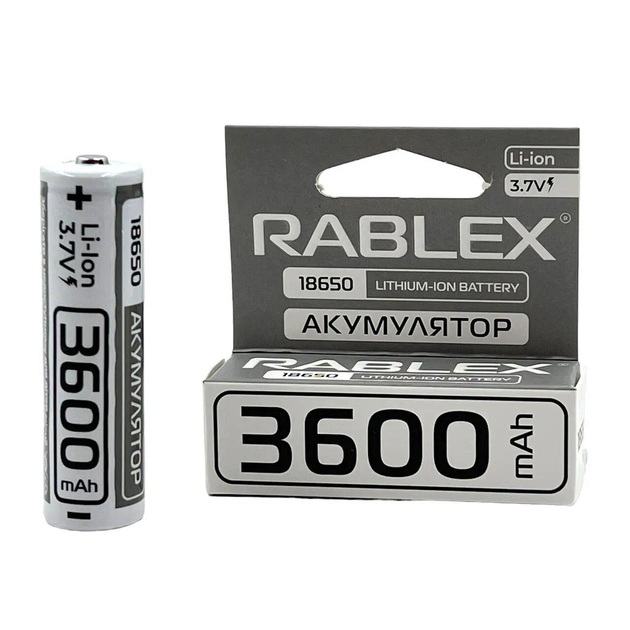 +
Li-Ion
3.7V
3600
mAh
−
18650
АКУМУЛЯТОР
Li-ion
3.7V
RABLEX®
18650 LITHIUM-ION BATTERY
АКУМУЛЯТОР
RABLEX
18650 LITHIUM-ION BATTERY
3600 mAh